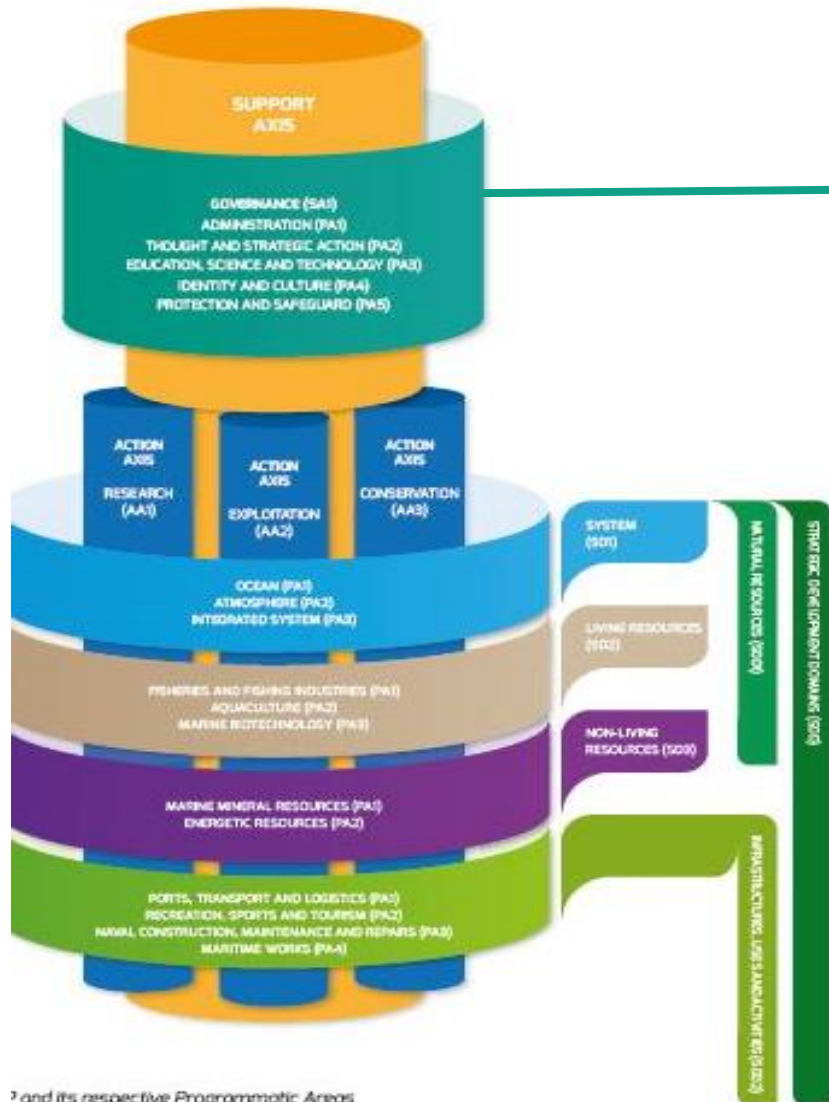 SUPPORT
AXIS
GOVERNANCE (SA1)
ADMINISTRATION (PA1)
THOUGHT AND STRATEGIC ACTION (PA2)
EDUCATION, SCIENCE AND TECHNOLOGY (PA3)
IDENTITY AND CULTURE (PA4)
PROTECTION AND SAFEGUARD (PA5)
ACTION
AXIS
RESEARCH
(AA1)
ACTION
AXIS
EXPLOITATION
(AA2)
ACTION
AXIS
CONSERVATION
(AA3)
OCEAN (PA1)
ATMOSPHERE (PA2)
INTEGRATED SYSTEM (PA3)
SYSTEM
(SD1)
FISHERIES AND FISHING INDUSTRIES (PA1)
AQUACULTURE (PA2)
MARINE BIOTECHNOLOGY (PA3)
LIVING RESOURCES
(SD2)
MARINE MINERAL RESOURCES (PA1)
ENERGETIC RESOURCES (PA2)
NON-LIVING
RESOURCES (SD3)
PORTS, TRANSPORT AND LOGISTICS (PA1)
RECREATION, SPORTS AND TOURISM (PA2)
NAVAL CONSTRUCTION, MAINTENANCE AND REPAIRS (PA3)
MARITIME WORKS (PA4)
NATURAL RESOURCES
INFRASTRUCTURES, USES AND ACTIVITIES
STRATEGIC DEVELOPMENT DOMAINS
and its respective Programmatic Areas